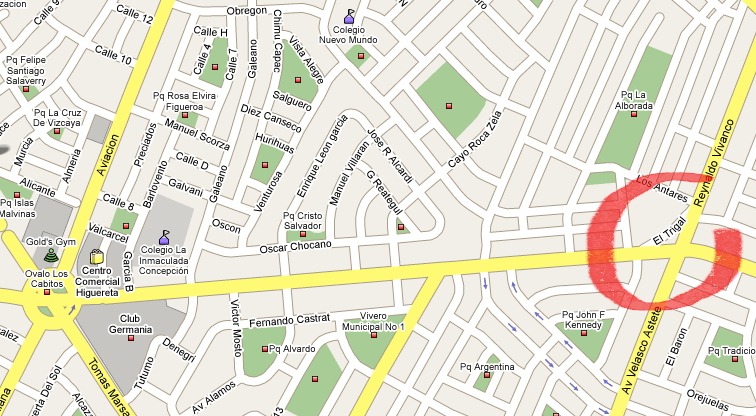 Obregon
Calle 12
Calle H
Calle 4
Calle 7
Galeano
Chimu Capac
Vista Alegre
Colegio
Nuevo Mundo
Calle 10
Pq Felipe
Santiago
Salaverry
Pq Rosa Elvira
Figueroa
Salguero
Diez Canseco
Pq La
Alborada
Pq La Cruz
De Vizcaya
Murcia
Almeria
Aviacion
Preciados
Manuel Scorza
Hurihuas
Enrique Leon garcia
Jose R Alcardi
Cayo Roca Zela
Reynaldo Vivanco
Calle D
Barlovento
Galvani
Galeano
Venturosa
Manuel Villaran
G Reategui
Los Antares
Alicante
Pq Islas
Malvinas
Calle 8
Valcarcel
Oscon
Pq Cristo
Salvador
Oscar Chocano
El Trigal
Gold's Gym
Ovalo Los
Cabitos
Centro
Comercial
Higuereta
Garcia B
Colegio La
Inmaculada
Concepción
Club
Germania
Victor Mosto
Fernando Castrat
Vivero
Municipal No 1
Pq John F
Kennedy
Av Velasco Astete
El Baron
Pq Tradicio
Denegri
Tutumo
Pq Alvardo
Av Alamos
Pq Argentina
Orejuelas
Tomas Marsa
Alcaz
13